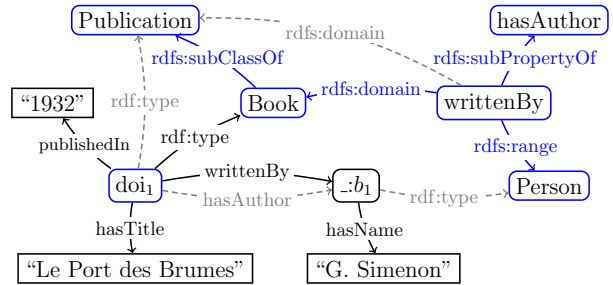 Publication
rdfs:domain
hasAuthor
rdfs:subClassOf
rdfs:subPropertyOf
“1932”
rdf:type
Book
rdfs:domain
writtenBy
publishedIn
rdf:type
rdfs:range
doi₁
writtenBy
hasAuthor
_:b₁
rdf:type
Person
hasTitle
hasName
“Le Port des Brumes”
“G. Simenon”